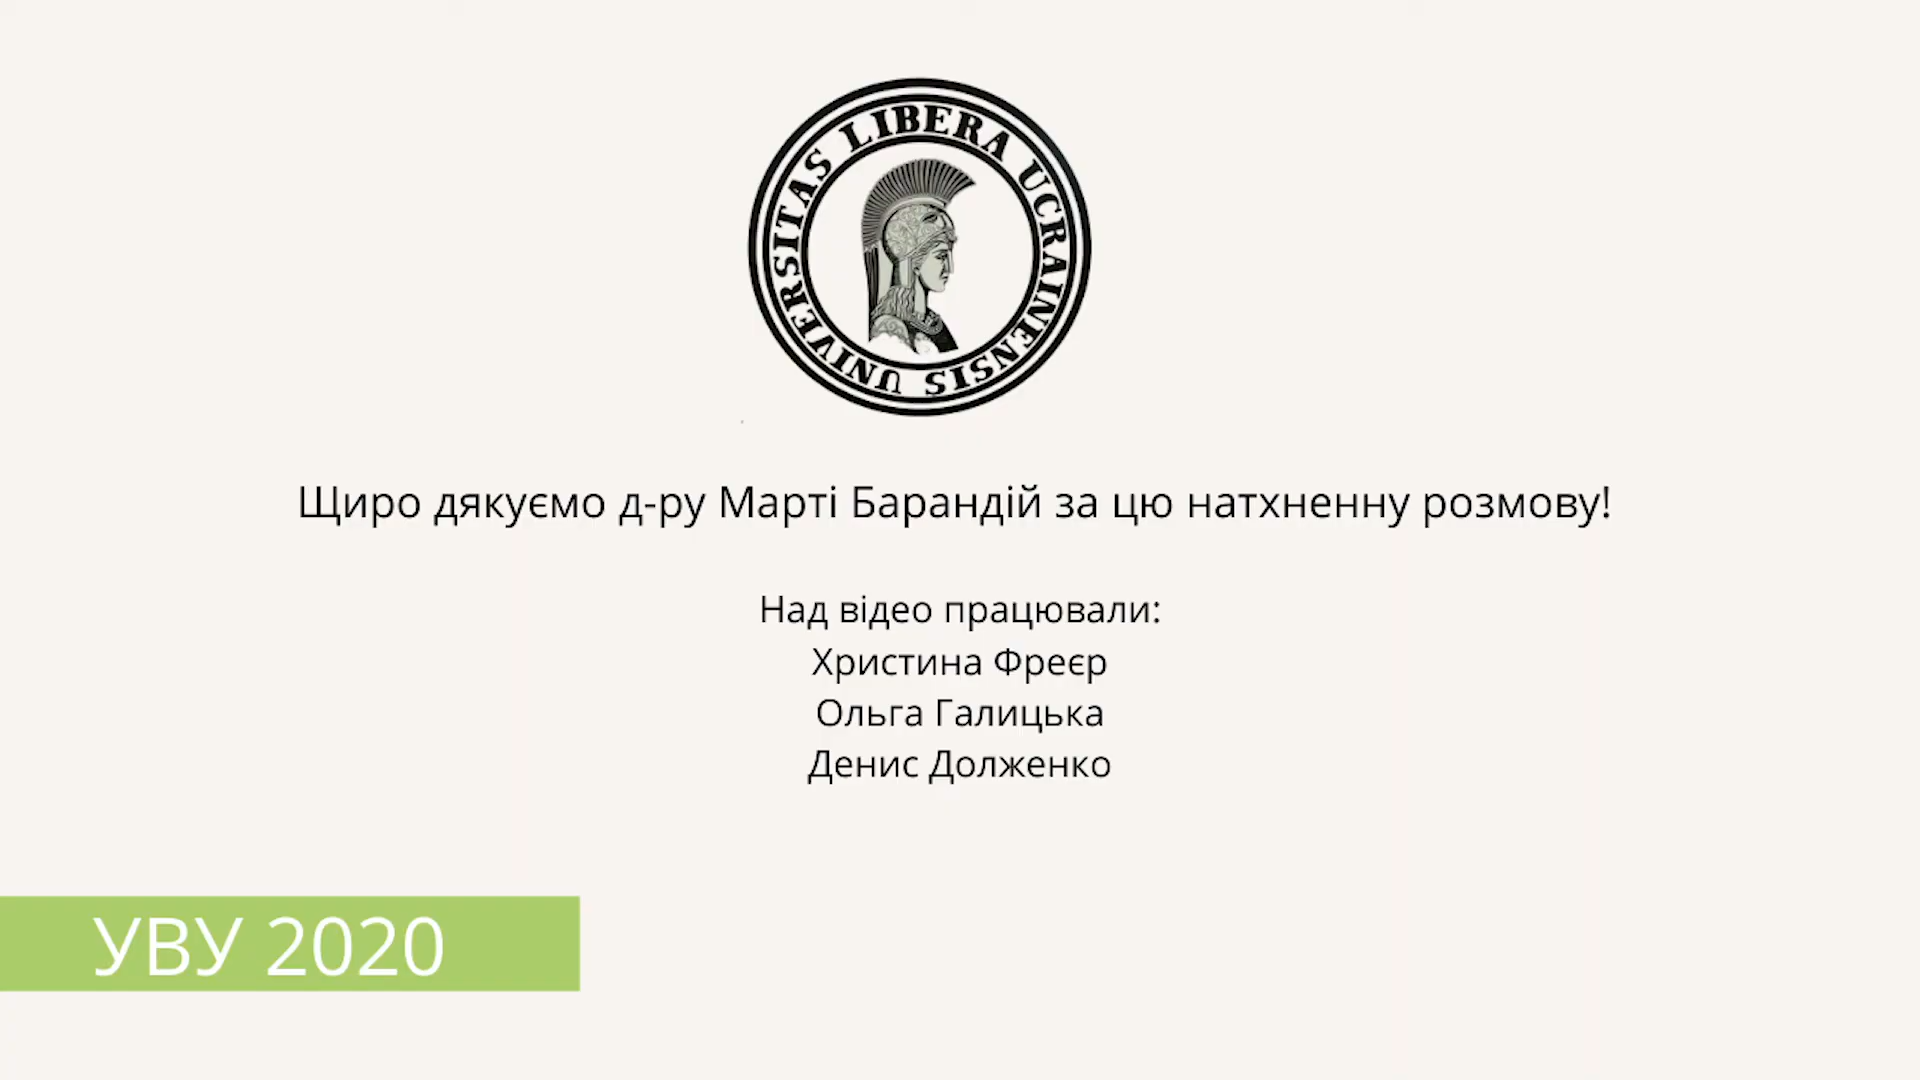 UNIVERSITAS LIBERA UCRAINENSIS
Щиро дякуємо д-ру Марті Барандій за цю натхненну розмову!
Над відео працювали:
Христина Фреєр
Ольга Галицька
Денис Долженко
УВУ 2020